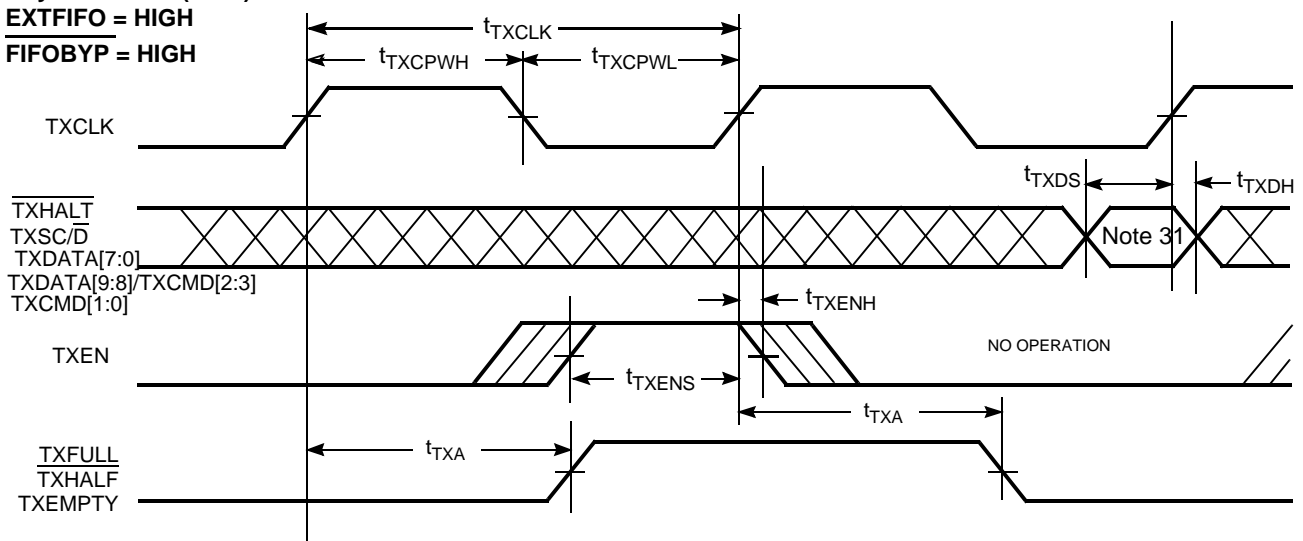 EXTFIFO = HIGH
FIFOBYP = HIGH
tTXCLK
tTXCPWH
tTXCPWL
TXCLK
tTXDS
tTXDH
TXHALT
TXSC/D
TXDATA[7:0]
TXDATA[9:8]/TXCMD[2:3]
TXCMD[1:0]
Note 31
tTXENH
TXEN
NO OPERATION
tTXENS
tTXA
tTXA
TXFULL
TXHALF
TXEMPTY